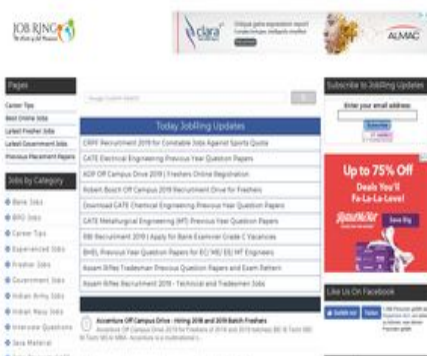 JOB RING
clara
Unique gene expression report
ALMAC
Pages
Career Tips
Best Online Jobs
Latest Fresher Jobs
Latest Government Jobs
Previous Placement Papers
Jobs by Category
Bank Jobs
BPO Jobs
Career Tips
Experienced Jobs
Fresher Jobs
Government Jobs
Indian Army Jobs
Indian Navy Jobs
Interview Questions
Java Material
Today JobRing Updates
CRPF Recruitment 2019 for Constable Jobs Against Sports Quota
GATE Electrical Engineering Previous Year Question Papers
ADP Off Campus Drive 2019 | Freshers Online Registration
Robert Bosch Off Campus 2019 Recruitment Drive for Freshers
Download GATE Chemical Engineering Previous Year Question Papers
GATE Metallurgical Engineering (MT) Previous Year Question Papers
RBI Recruitment 2019 | Apply for Bank Examiner Grade C Vacancies
BHEL Previous Year Question Papers for EC/ ME/ EE/ MT Engineers
Assam Rifles Tradesman Previous Question Papers and Exam Pattern
Assam Rifles Recruitment 2019 - Technical and Tradesmen Jobs
Accenture Off Campus Drive - Hiring 2018 and 2019 Batch Freshers
Subscribe to JobRing Updates
Enter your email address:
Up to 75% Off
Deals You'll
Fa-La-La-Love!
Save Big
Like Us On Facebook